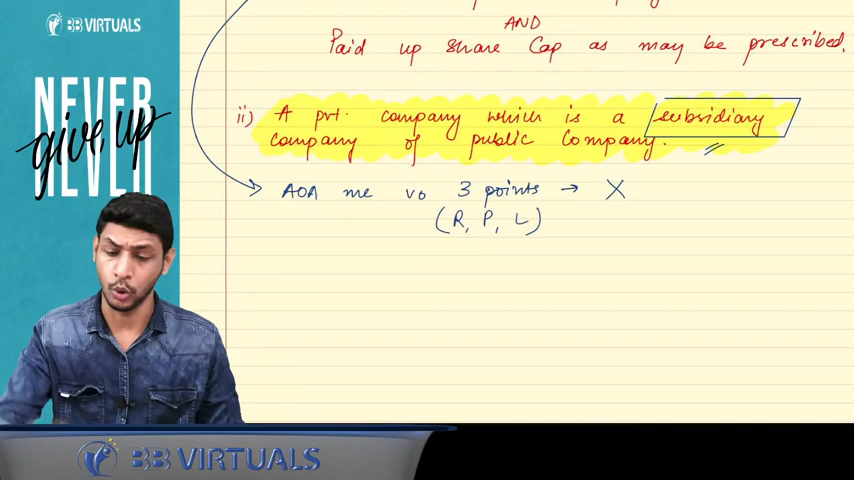 BB VIRTUALS
NEVER
give up
NEVER
AND
Paid up share Cap as may be prescribed.
ii) A pvt. company which is a subsidiary
company of public Company.
AOA me vo 3 points → X
(R, P, L)
BB VIRTUALS